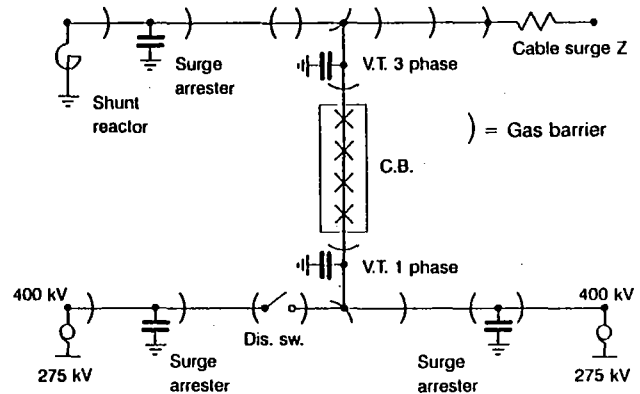 Surge
arrester
Shunt
reactor
V.T. 3 phase
Cable surge Z
) = Gas barrier
C.B.
V.T. 1 phase
400 kV
400 kV
Dis. sw.
Surge
arrester
Surge
arrester
275 kV
275 kV